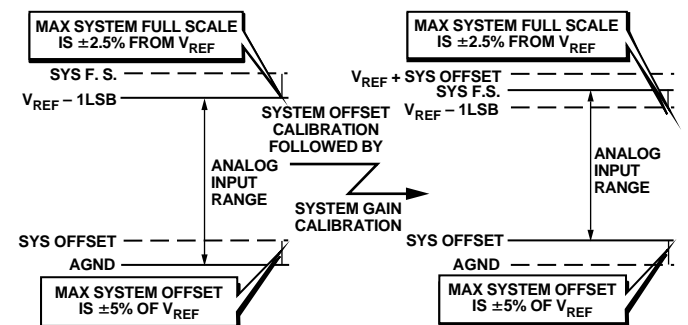 MAX SYSTEM FULL SCALE
IS ±2.5% FROM VREF
SYS F. S.
VREF – 1LSB
ANALOG
INPUT
RANGE
SYS OFFSET
AGND
MAX SYSTEM OFFSET
IS ±5% OF VREF
SYSTEM OFFSET
CALIBRATION
FOLLOWED BY
SYSTEM GAIN
CALIBRATION
MAX SYSTEM FULL SCALE
IS ±2.5% FROM VREF
VREF + SYS OFFSET
SYS F.S.
VREF – 1LSB
ANALOG
INPUT
RANGE
SYS OFFSET
AGND
MAX SYSTEM OFFSET
IS ±5% OF VREF